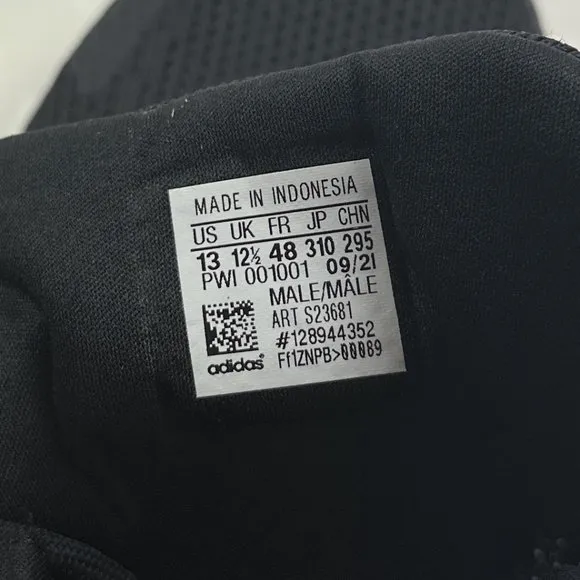 MADE IN INDONESIA
US UK FR JP CHN
13 12½ 48 310 295
PWI 001001 09/21
MALE/MÂLE
ART S23681
#128944352
adidas® Ff1ZNPB>00089